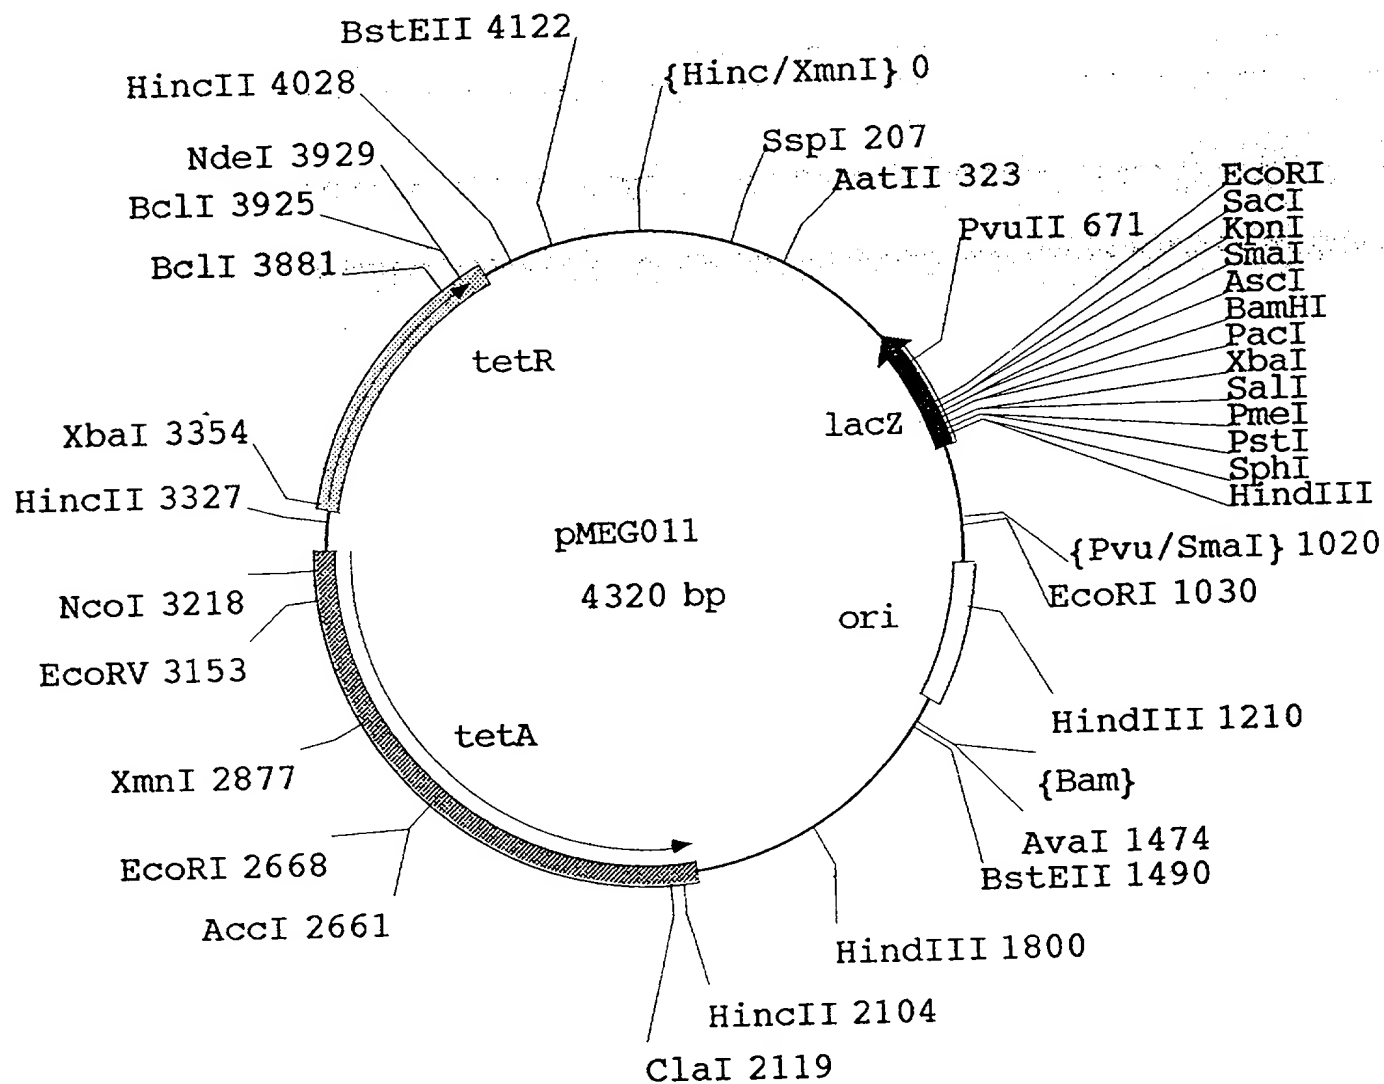 BstEII 4122
{Hinc/XmnI} 0
HincII 4028
SspI 207
NdeI 3929
AatII 323
BclI 3925
PvuII 671
BclI 3881
EcoRI
SacI
KpnI
SmaI
AscI
BamHI
PacI
XbaI
SalI
PmeI
PstI
SphI
HindIII
tetR
lacZ
XbaI 3354
HincII 3327
pMEG011
4320 bp
{Pvu/SmaI} 1020
EcoRI 1030
ori
NcoI 3218
EcoRV 3153
HindIII 1210
tetA
{Bam}
XmnI 2877
AvaI 1474
BstEII 1490
EcoRI 2668
AccI 2661
HindIII 1800
HincII 2104
ClaI 2119